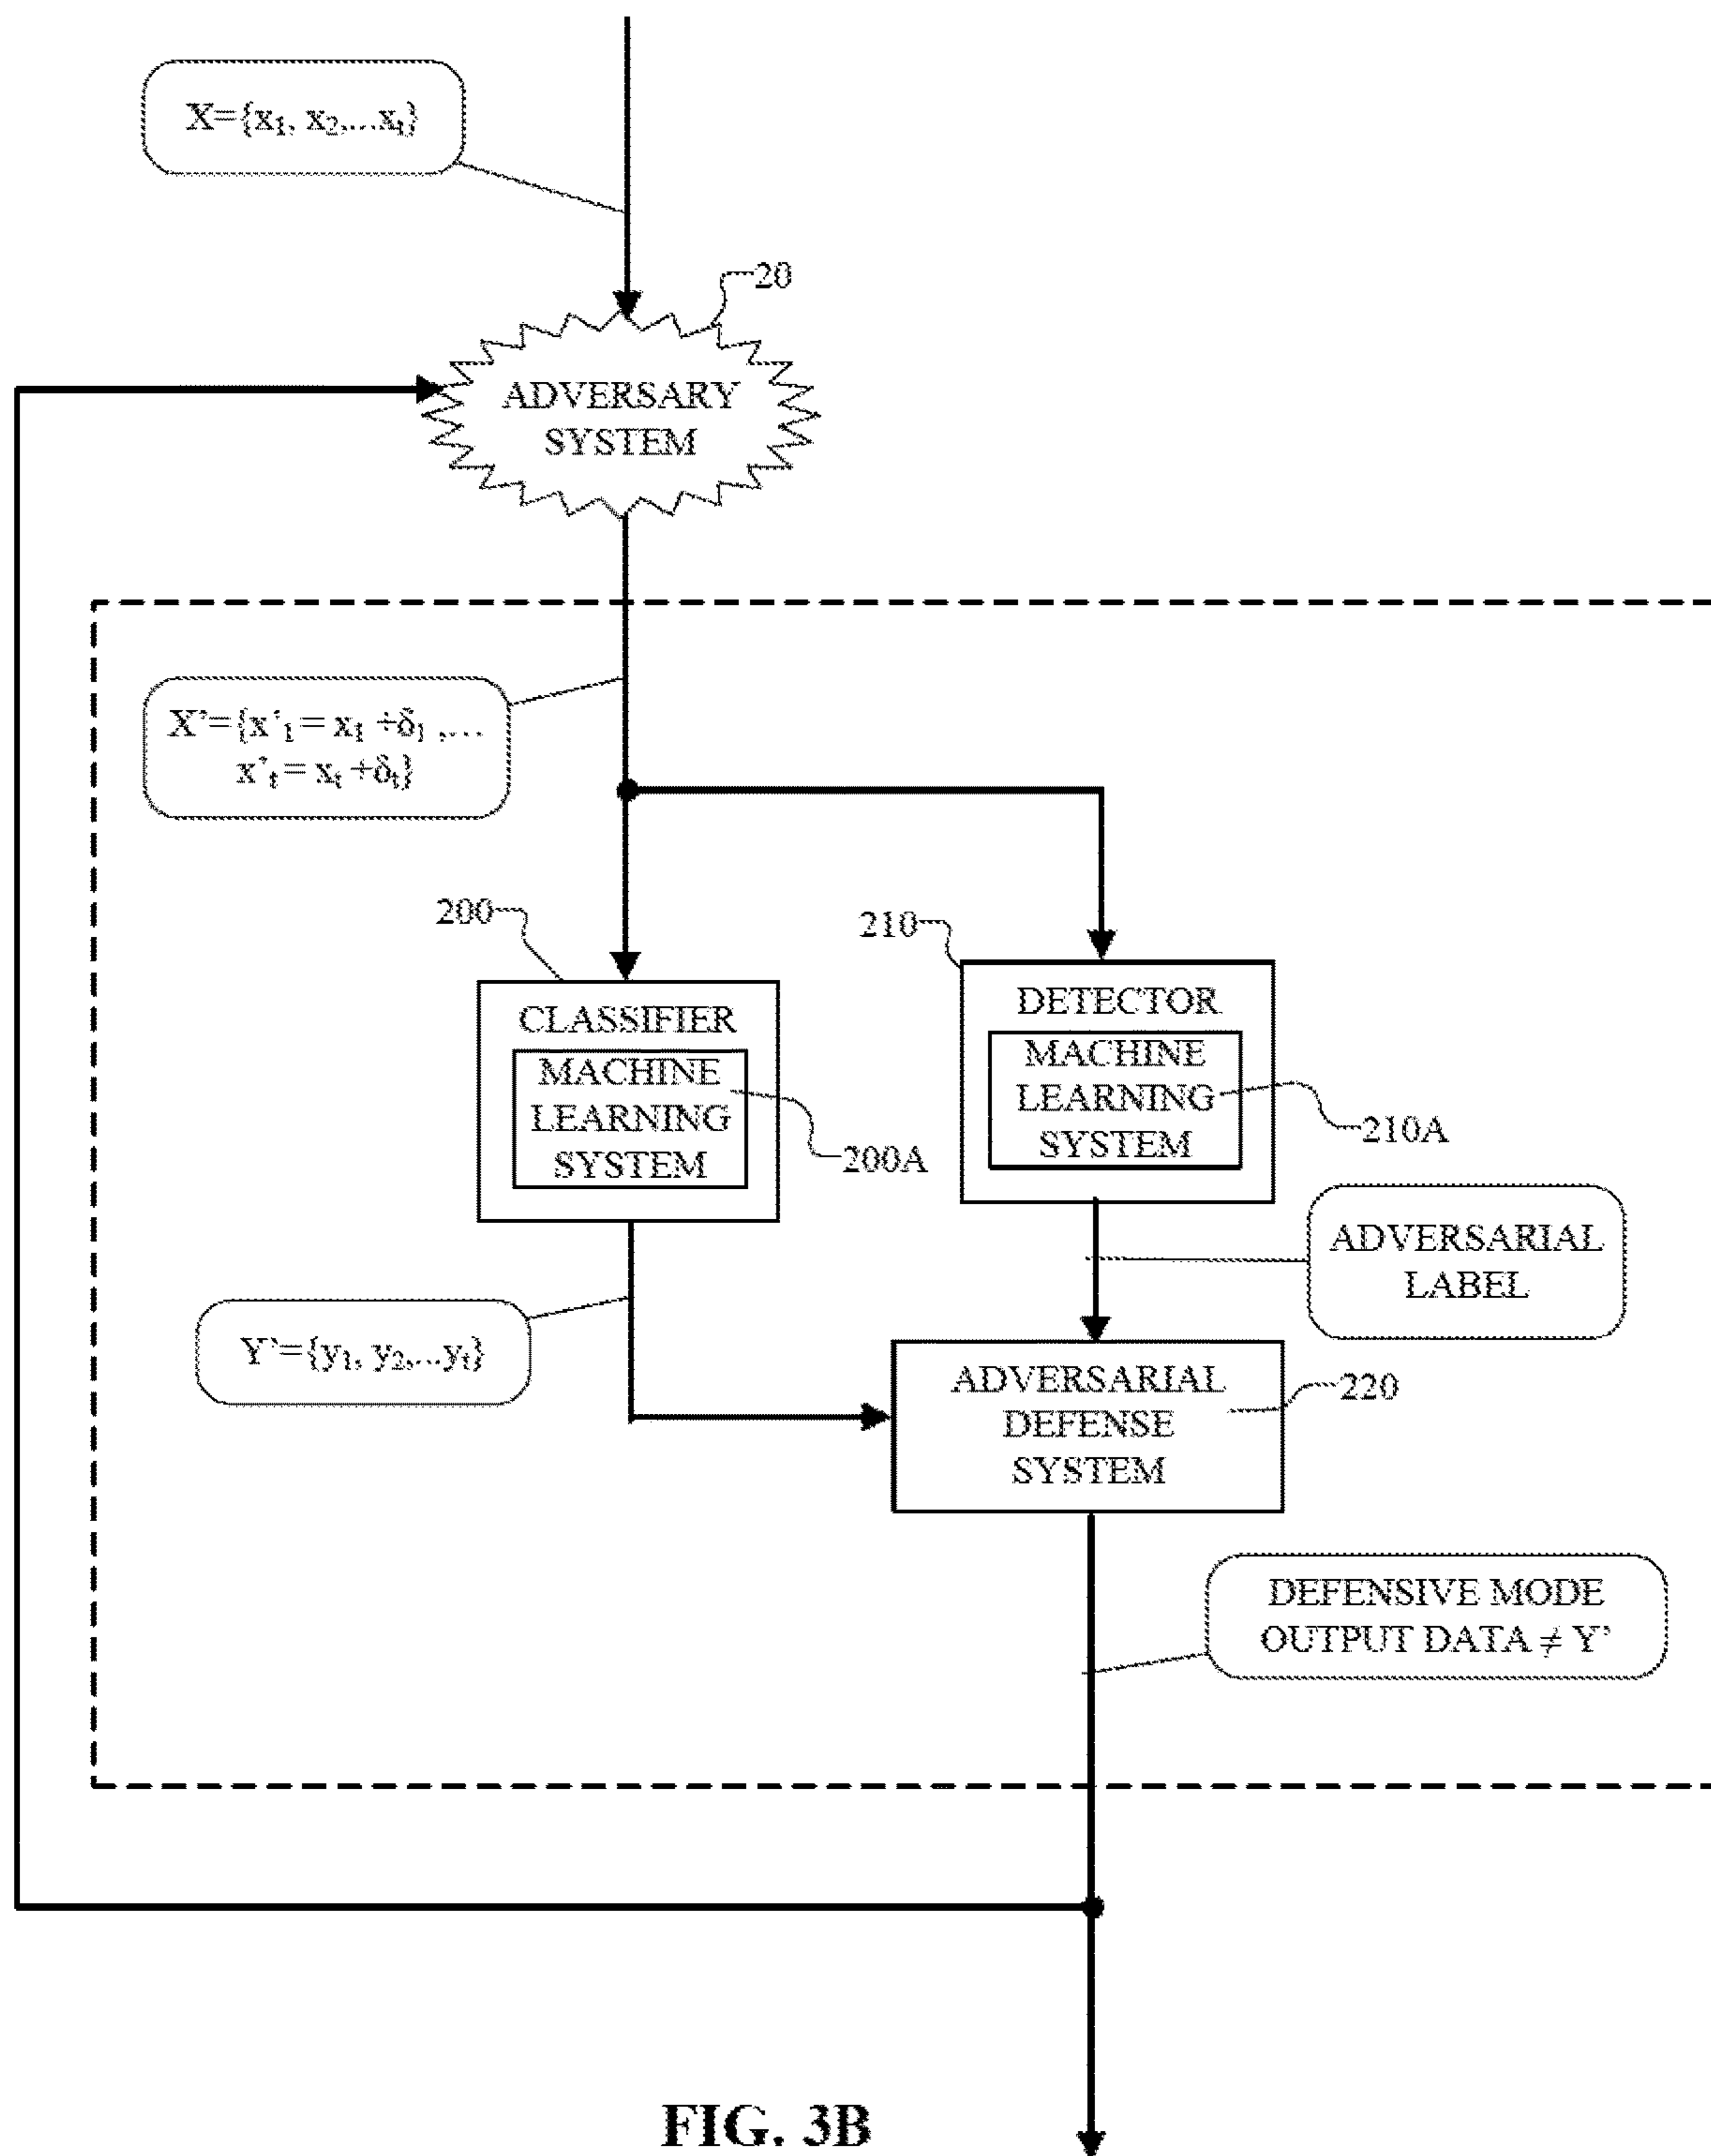 X={x₁, x₂,...xₜ}
20
ADVERSARY
SYSTEM
X’={x’₁ = x₁ +δ₁ ,...
x’ₜ = xₜ +δₜ}
200
210
CLASSIFIER
MACHINE
LEARNING
SYSTEM
200A
DETECTOR
MACHINE
LEARNING
SYSTEM
210A
ADVERSARIAL
LABEL
Y’={y₁, y₂,...yₜ}
ADVERSARIAL
DEFENSE
SYSTEM
220
DEFENSIVE MODE
OUTPUT DATA ≠ Y’
FIG. 3B